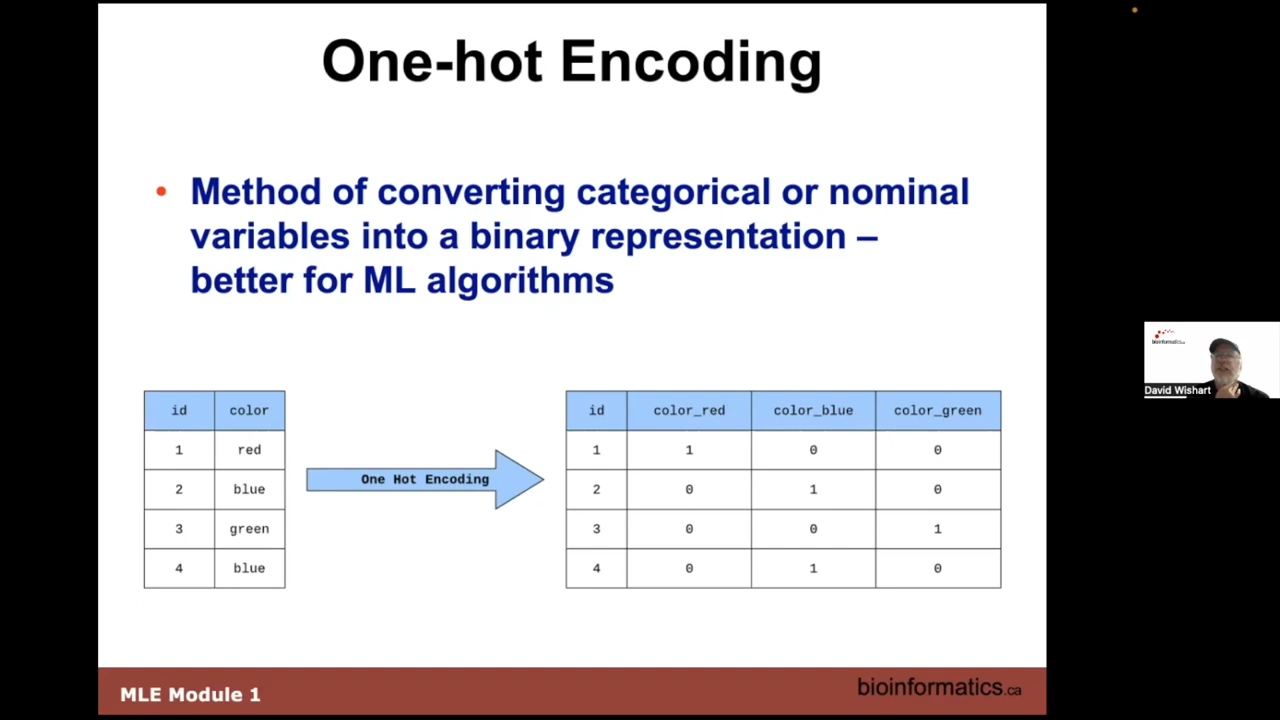 One-hot Encoding
• Method of converting categorical or nominal
variables into a binary representation –
better for ML algorithms
id color
1 red
2 blue
3 green
4 blue
One Hot Encoding
id color_red color_blue color_green
1 1 0 0
2 0 1 0
3 0 0 1
4 0 1 0
MLE Module 1
bioinformatics.ca
bioinformatics.ca
David Wishart